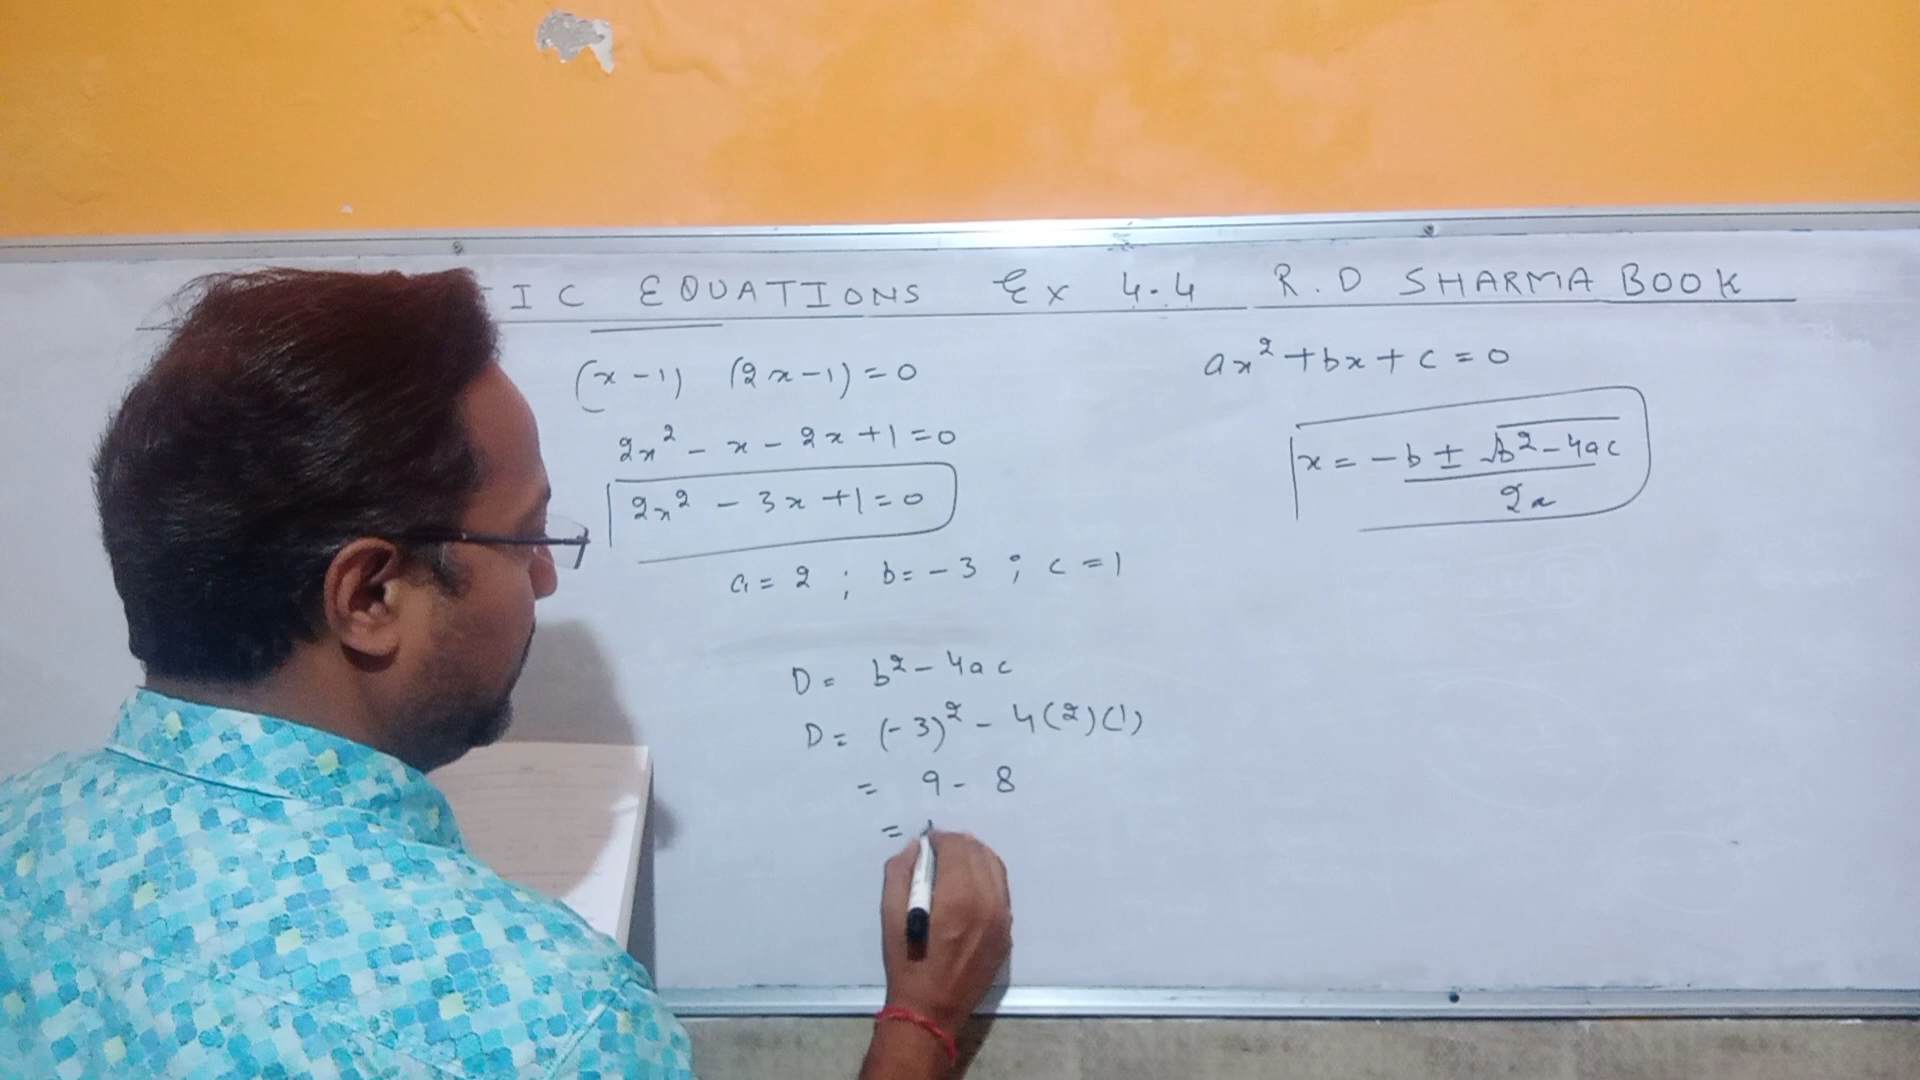 IC EQUATIONS Ex 4.4 R.D SHARMA BOOK
(x-1) (2x-1)=0
2x² - x - 2x+1=0
2x² - 3x+1=0
a= 2 ; b= -3 ; c=1
D= b²-4ac
D= (-3)² - 4(2)(1)
= 9- 8
=
ax²+bx+c=0
x= -b ± √b²-4ac
2a